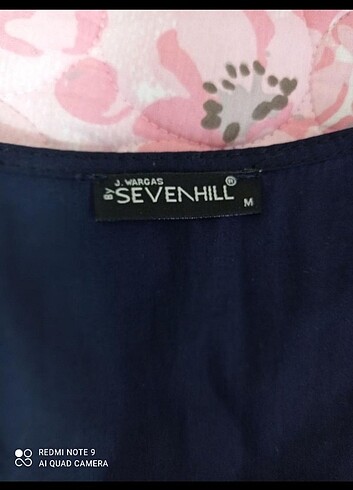 J. WARGAS
BY SEVENHILL ®
M
REDMI NOTE 9
AI QUAD CAMERA